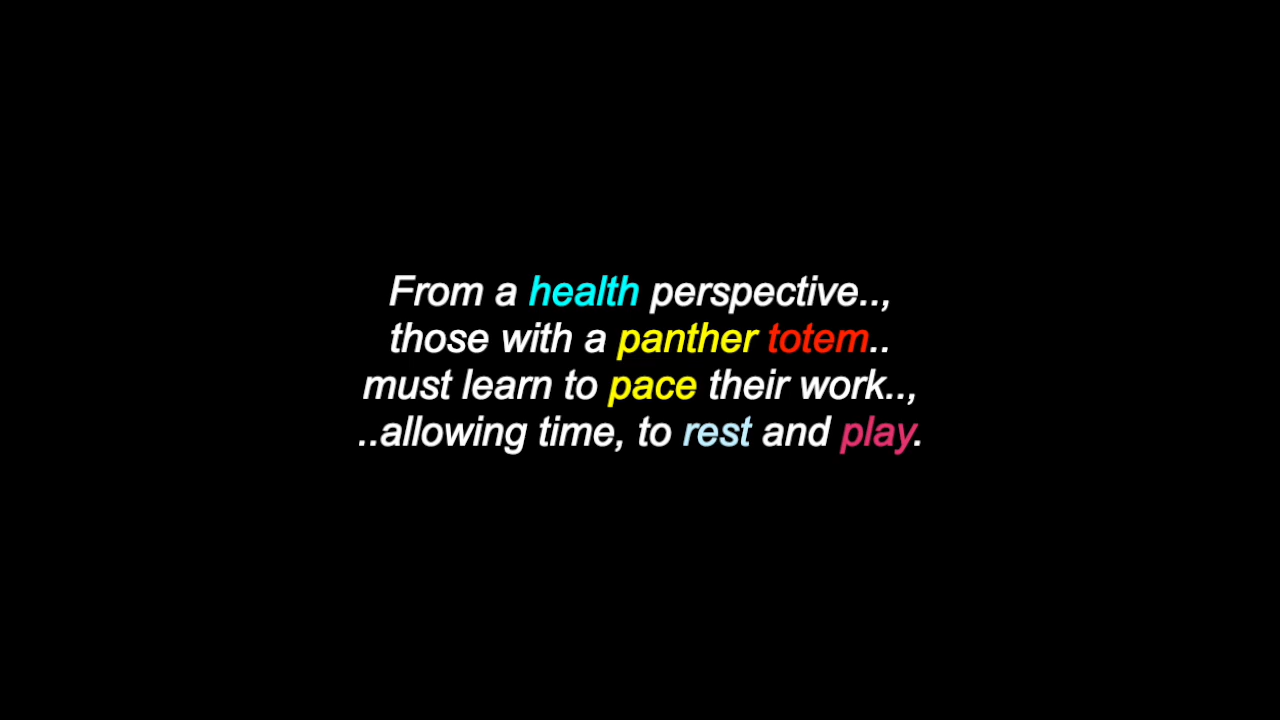 From a health perspective..,
those with a panther totem..
must learn to pace their work..,
..allowing time, to rest and play.